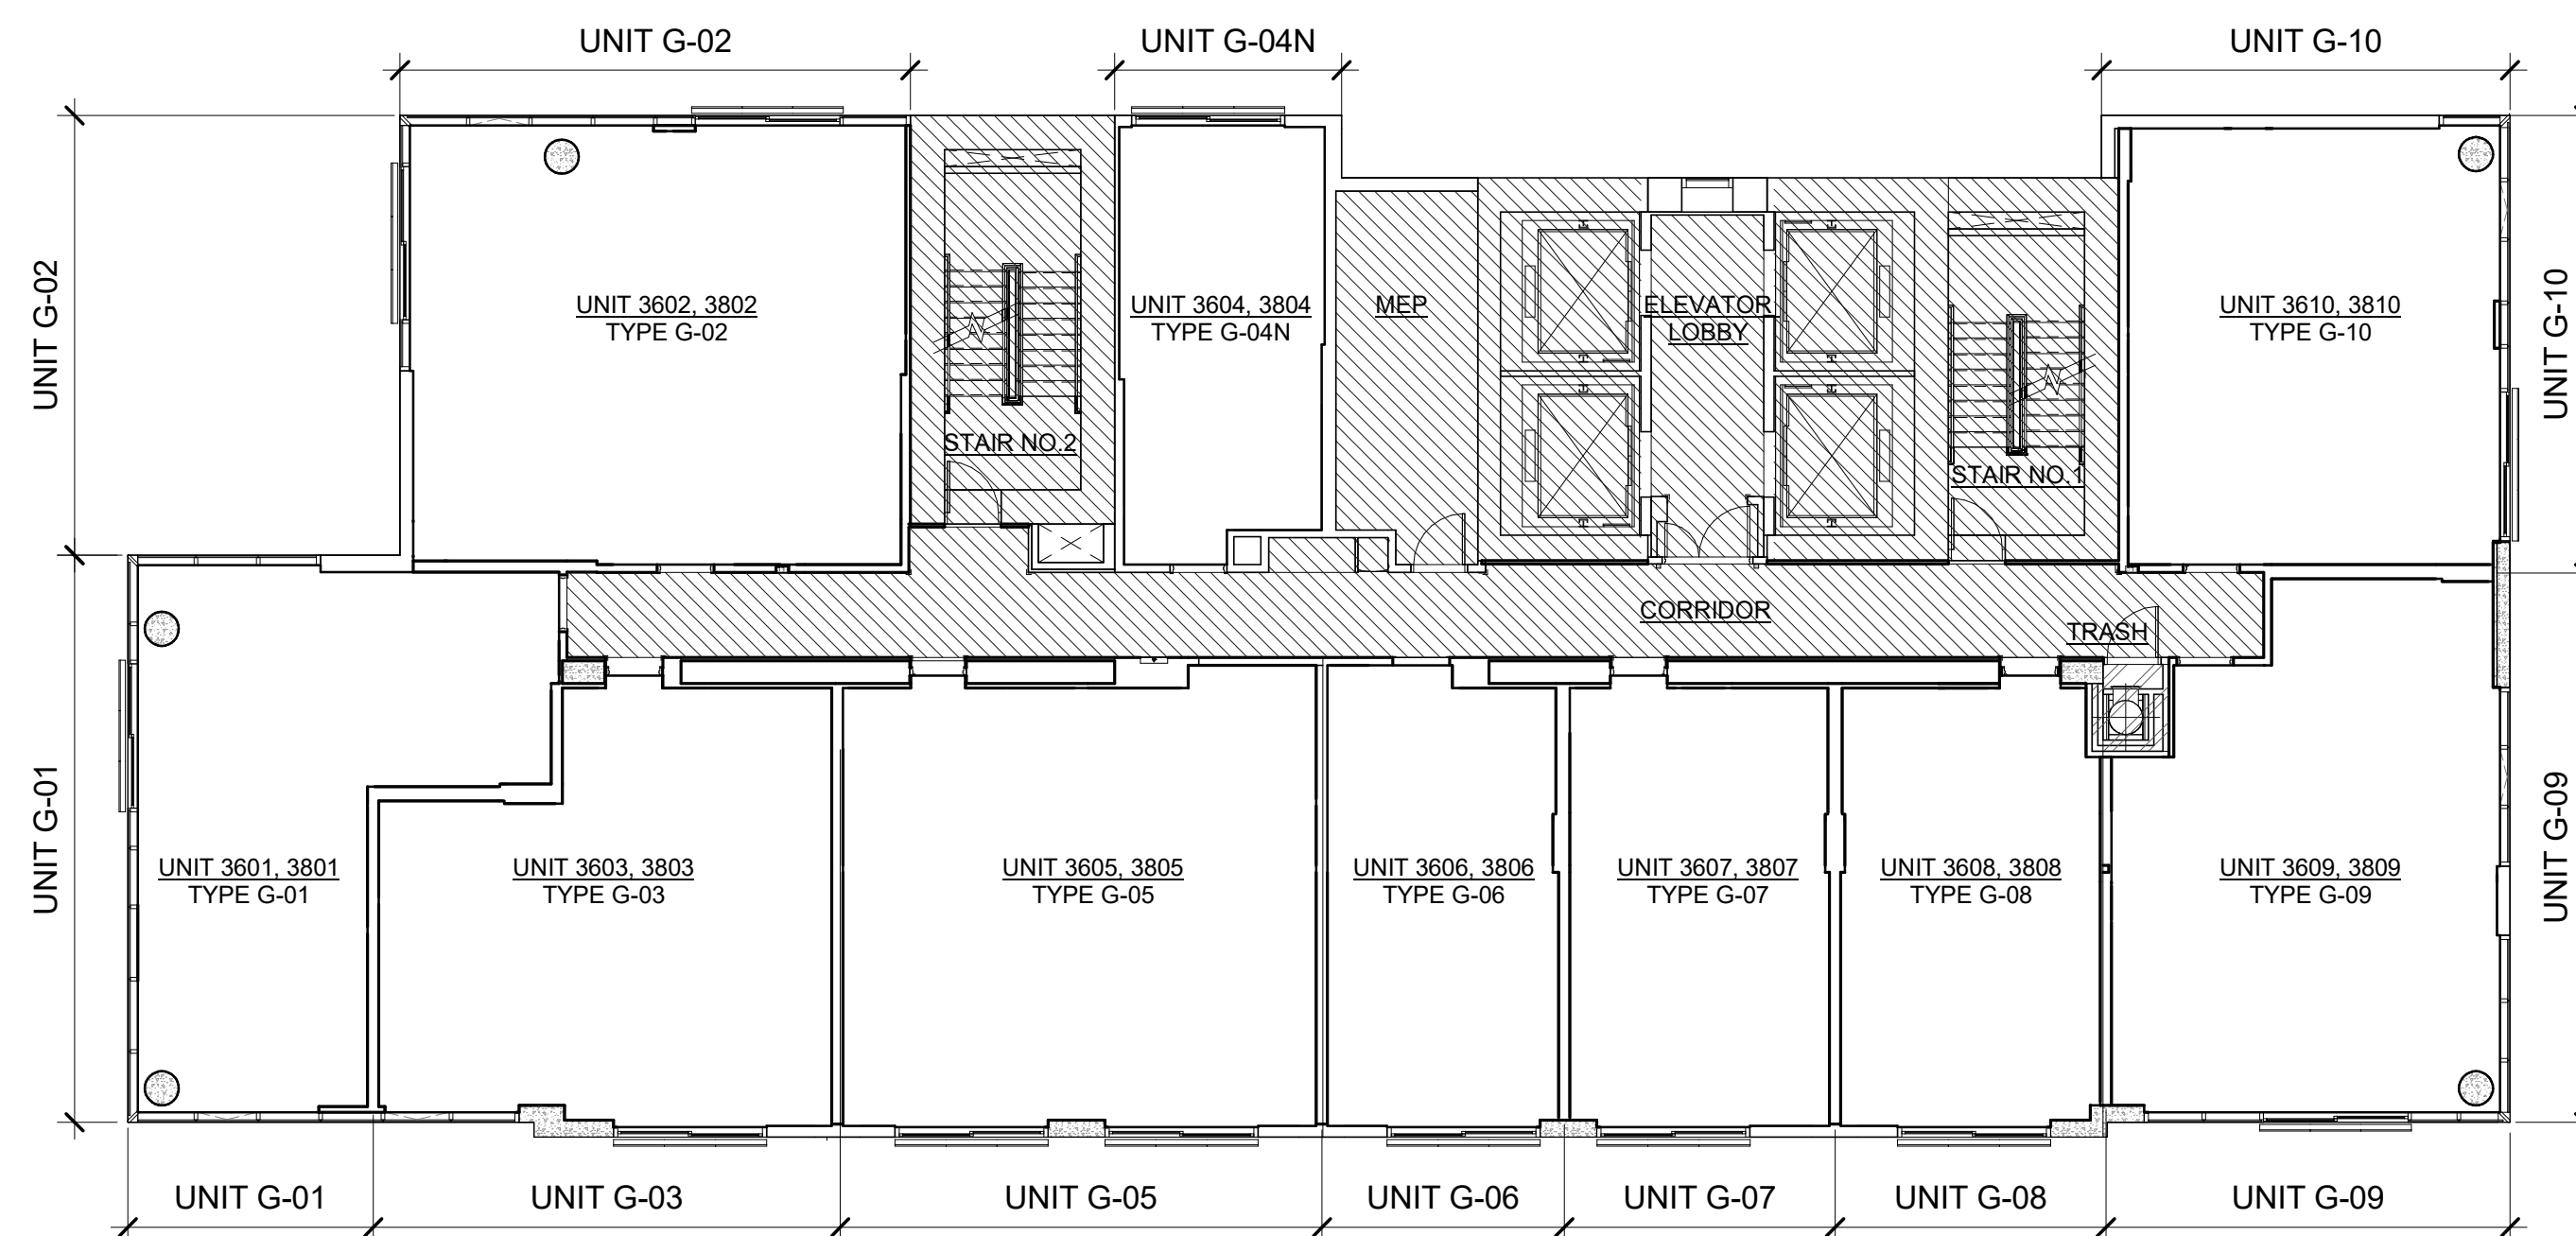 UNIT G-02
UNIT G-04N
UNIT G-10
UNIT G-02
UNIT 3602, 3802
TYPE G-02
STAIR NO.2
UNIT 3604, 3804
TYPE G-04N
MEP
ELEVATOR
LOBBY
STAIR NO.1
UNIT 3610, 3810
TYPE G-10
UNIT G-10
CORRIDOR
TRASH
UNIT G-01
UNIT 3601, 3801
TYPE G-01
UNIT 3603, 3803
TYPE G-03
UNIT 3605, 3805
TYPE G-05
UNIT 3606, 3806
TYPE G-06
UNIT 3607, 3807
TYPE G-07
UNIT 3608, 3808
TYPE G-08
UNIT 3609, 3809
TYPE G-09
UNIT G-09
UNIT G-01
UNIT G-03
UNIT G-05
UNIT G-06
UNIT G-07
UNIT G-08
UNIT G-09